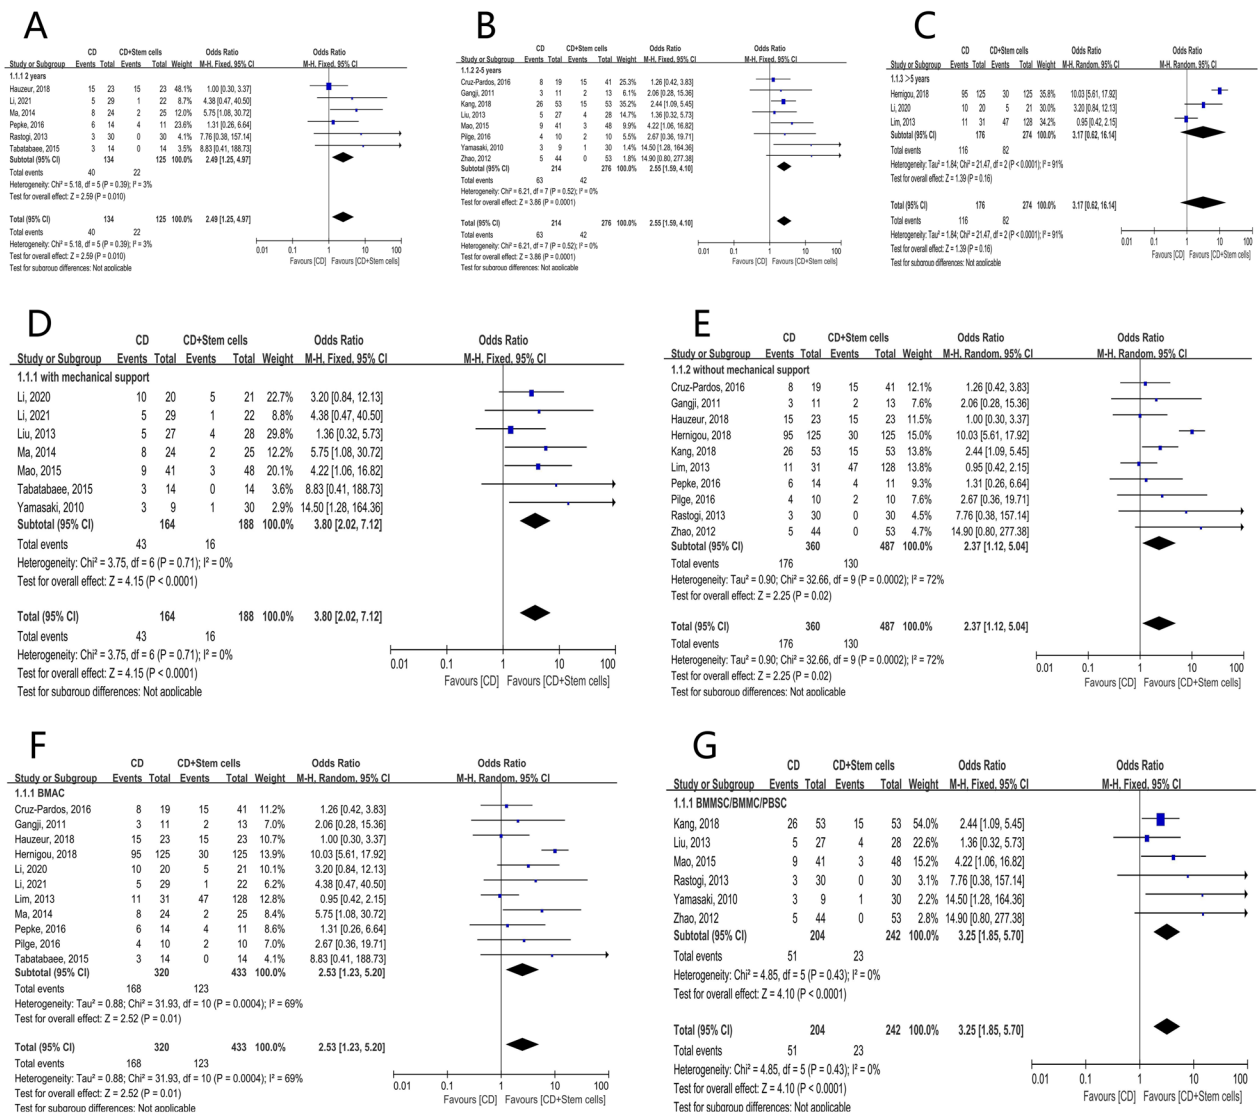 A
CD CD+Stem cells Odds Ratio Odds Ratio
Study or Subgroup Events Total Events Total Weight M-H. Fixed. 95% CI M-H. Fixed. 95% CI
1.1.1 2 years
Hauzeur, 2018 15 23 15 23 48.1% 1.00 [0.30, 3.37]
Li, 2021 5 29 1 22 8.7% 4.38 [0.47, 40.50]
Ma, 2014 8 24 2 25 11.5% 5.75 [1.08, 30.72]
Pepke, 2016 6 14 4 11 23.6% 1.31 [0.26, 6.64]
Rastogi, 2013 3 30 0 30 4.1% 7.76 [0.38, 157.14]
Tabatabaee, 2015 3 14 0 14 3.9% 8.83 [0.41, 188.73]
Subtotal (95% CI) 134 125 100.0% 2.49 [1.25, 4.97]
Total events 40 22
Heterogeneity: Chi² = 5.18, df = 5 (P = 0.39); I² = 3%
Test for overall effect: Z = 2.59 (P = 0.010)
Total (95% CI) 134 125 100.0% 2.49 [1.25, 4.97]
Total events 40 22
Heterogeneity: Chi² = 5.18, df = 5 (P = 0.39); I² = 3%
Test for overall effect: Z = 2.59 (P = 0.010)
Test for subgroup differences: Not applicable
0.01 0.1 1 10 100
Favours [CD] Favours [CD+Stem cells]
B
CD CD+Stem cells Odds Ratio Odds Ratio
Study or Subgroup Events Total Events Total Weight M-H. Fixed. 95% CI M-H. Fixed. 95% CI
1.1.2 2-5 years
Cruz-Pardos, 2016 8 19 15 41 25.3% 1.26 [0.42, 3.83]
Gangji, 2011 3 11 2 13 7.3% 2.06 [0.28, 15.36]
Kang, 2018 26 53 15 53 35.5% 2.44 [1.09, 5.45]
Liu, 2013 5 27 4 28 14.9% 1.36 [0.32, 5.73]
Mao, 2015 9 41 3 48 10.0% 4.22 [1.06, 16.82]
Pilge, 2016 4 10 2 10 5.7% 2.67 [0.36, 19.71]
Yamasaki, 2010 3 9 1 30 1.4% 14.50 [1.28, 164.36]
Zhao, 2012 5 44 0 53 1.8% 14.90 [0.80, 277.38]
Subtotal (95% CI) 214 276 100.0% 2.55 [1.59, 4.10]
Total events 63 42
Heterogeneity: Chi² = 6.21, df = 7 (P = 0.52); I² = 0%
Test for overall effect: Z = 3.86 (P = 0.0001)
Total (95% CI) 214 276 100.0% 2.55 [1.59, 4.10]
Total events 63 42
Heterogeneity: Chi² = 6.21, df = 7 (P = 0.52); I² = 0%
Test for overall effect: Z = 3.86 (P = 0.0001)
Test for subgroup differences: Not applicable
0.01 0.1 1 10 100
Favours [CD] Favours [CD+Stem cells]
C
CD CD+Stem cells Odds Ratio Odds Ratio
Study or Subgroup Events Total Events Total Weight M-H. Random. 95% CI M-H. Random. 95% CI
1.1.3 >5 years
Hernigou, 2018 95 125 30 125 35.8% 10.03 [5.61, 17.92]
Li, 2020 10 20 5 21 30.0% 3.20 [0.84, 12.13]
Lim, 2013 11 31 47 128 34.2% 0.95 [0.42, 2.15]
Subtotal (95% CI) 176 274 100.0% 3.17 [0.62, 16.14]
Total events 116 82
Heterogeneity: Tau² = 1.84; Chi² = 21.47, df = 2 (P < 0.0001); I² = 91%
Test for overall effect: Z = 1.39 (P = 0.16)
Total (95% CI) 176 274 100.0% 3.17 [0.62, 16.14]
Total events 116 82
Heterogeneity: Tau² = 1.84; Chi² = 21.47, df = 2 (P < 0.0001); I² = 91%
Test for overall effect: Z = 1.39 (P = 0.16)
Test for subgroup differences: Not applicable
0.01 0.1 1 10 100
Favours [CD] Favours [CD+Stem cells]
D
CD CD+Stem cells Odds Ratio Odds Ratio
Study or Subgroup Events Total Events Total Weight M-H. Fixed. 95% CI M-H. Fixed. 95% CI
1.1.1 with mechanical support
Li, 2020 10 20 5 21 22.7% 3.20 [0.84, 12.13]
Li, 2021 5 29 1 22 8.8% 4.38 [0.47, 40.50]
Liu, 2013 5 27 4 28 29.8% 1.36 [0.32, 5.73]
Ma, 2014 8 24 2 25 12.2% 5.75 [1.08, 30.72]
Mao, 2015 9 41 3 48 20.1% 4.22 [1.06, 16.82]
Tabatabaee, 2015 3 14 0 14 3.6% 8.83 [0.41, 188.73]
Yamasaki, 2010 3 9 1 30 2.9% 14.50 [1.28, 164.36]
Subtotal (95% CI) 164 188 100.0% 3.80 [2.02, 7.12]
Total events 43 16
Heterogeneity: Chi² = 3.75, df = 6 (P = 0.71); I² = 0%
Test for overall effect: Z = 4.15 (P < 0.0001)
Total (95% CI) 164 188 100.0% 3.80 [2.02, 7.12]
Total events 43 16
Heterogeneity: Chi² = 3.75, df = 6 (P = 0.71); I² = 0%
Test for overall effect: Z = 4.15 (P < 0.0001)
Test for subgroup differences: Not applicable
0.01 0.1 1 10 100
Favours [CD] Favours [CD+Stem cells]
E
CD CD+Stem cells Odds Ratio Odds Ratio
Study or Subgroup Events Total Events Total Weight M-H. Random. 95% CI M-H. Random. 95% CI
1.1.2 without mechanical support
Cruz-Pardos, 2016 8 19 15 41 12.1% 1.26 [0.42, 3.83]
Gangji, 2011 3 11 2 13 7.6% 2.06 [0.28, 15.36]
Hauzeur, 2018 15 23 15 23 11.6% 1.00 [0.30, 3.37]
Hernigou, 2018 95 125 30 125 15.0% 10.03 [5.61, 17.92]
Kang, 2018 26 53 15 53 13.9% 2.44 [1.09, 5.45]
Lim, 2013 11 31 47 128 13.8% 0.95 [0.42, 2.15]
Pepke, 2016 6 14 4 11 9.3% 1.31 [0.26, 6.64]
Pilge, 2016 4 10 2 10 7.6% 2.67 [0.36, 19.71]
Rastogi, 2013 3 30 0 30 4.5% 7.76 [0.38, 157.14]
Zhao, 2012 5 44 0 53 4.7% 14.90 [0.80, 277.38]
Subtotal (95% CI) 360 487 100.0% 2.37 [1.12, 5.04]
Total events 176 130
Heterogeneity: Tau² = 0.90; Chi² = 32.66, df = 9 (P = 0.0002); I² = 72%
Test for overall effect: Z = 2.25 (P = 0.02)
Total (95% CI) 360 487 100.0% 2.37 [1.12, 5.04]
Total events 176 130
Heterogeneity: Tau² = 0.90; Chi² = 32.66, df = 9 (P = 0.0002); I² = 72%
Test for overall effect: Z = 2.25 (P = 0.02)
Test for subgroup differences: Not applicable
0.01 0.1 1 10 100
Favours [CD] Favours [CD+Stem cells]
F
CD CD+Stem cells Odds Ratio Odds Ratio
Study or Subgroup Events Total Events Total Weight M-H. Random. 95% CI M-H. Random. 95% CI
1.1.1 BMAC
Cruz-Pardos, 2016 8 19 15 41 11.2% 1.26 [0.42, 3.83]
Gangji, 2011 3 11 2 13 7.0% 2.06 [0.28, 15.36]
Hauzeur, 2018 15 23 15 23 10.7% 1.00 [0.30, 3.37]
Hernigou, 2018 95 125 30 125 13.9% 10.03 [5.61, 17.92]
Li, 2020 10 20 5 21 10.1% 3.20 [0.84, 12.13]
Li, 2021 5 29 1 22 6.2% 4.38 [0.47, 40.50]
Lim, 2013 11 31 47 128 12.8% 0.95 [0.42, 2.15]
Ma, 2014 8 24 2 25 8.4% 5.75 [1.08, 30.72]
Pepke, 2016 6 14 4 11 8.6% 1.31 [0.26, 6.64]
Pilge, 2016 4 10 2 10 7.0% 2.67 [0.36, 19.71]
Tabatabaee, 2015 3 14 0 14 4.1% 8.83 [0.41, 188.73]
Subtotal (95% CI) 320 433 100.0% 2.53 [1.23, 5.20]
Total events 168 123
Heterogeneity: Tau² = 0.88; Chi² = 31.93, df = 10 (P = 0.0004); I² = 69%
Test for overall effect: Z = 2.52 (P = 0.01)
Total (95% CI) 320 433 100.0% 2.53 [1.23, 5.20]
Total events 168 123
Heterogeneity: Tau² = 0.88; Chi² = 31.93, df = 10 (P = 0.0004); I² = 69%
Test for overall effect: Z = 2.52 (P = 0.01)
Test for subgroup differences: Not applicable
0.01 0.1 1 10 100
Favours [CD] Favours [CD+Stem cells]
G
CD CD+Stem cells Odds Ratio Odds Ratio
Study or Subgroup Events Total Events Total Weight M-H. Fixed. 95% CI M-H. Fixed. 95% CI
1.1.1 BMMSC/BMMC/PBSC
Kang, 2018 26 53 15 53 54.0% 2.44 [1.09, 5.45]
Liu, 2013 5 27 4 28 22.6% 1.36 [0.32, 5.73]
Mao, 2015 9 41 3 48 15.2% 4.22 [1.06, 16.82]
Rastogi, 2013 3 30 0 30 3.1% 7.76 [0.38, 157.14]
Yamasaki, 2010 3 9 1 30 2.2% 14.50 [1.28, 164.36]
Zhao, 2012 5 44 0 53 2.8% 14.90 [0.80, 277.38]
Subtotal (95% CI) 204 242 100.0% 3.25 [1.85, 5.70]
Total events 51 23
Heterogeneity: Chi² = 4.85, df = 5 (P = 0.43); I² = 0%
Test for overall effect: Z = 4.10 (P < 0.0001)
Total (95% CI) 204 242 100.0% 3.25 [1.85, 5.70]
Total events 51 23
Heterogeneity: Chi² = 4.85, df = 5 (P = 0.43); I² = 0%
Test for overall effect: Z = 4.10 (P < 0.0001)
Test for subgroup differences: Not applicable
0.01 0.1 1 10 100
Favours [CD] Favours [CD+Stem cells]